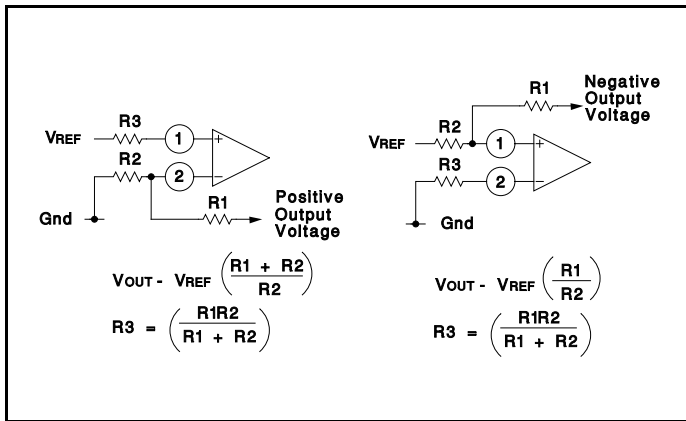 R3
VREF
1
+
R2
2
−
R1
Gnd
Positive
Output
Voltage
VOUT - VREF (R1 + R2 / R2)
R3 = (R1R2 / R1 + R2)
R1
Negative
Output
Voltage
R2
VREF
1
+
R3
2
−
Gnd
VOUT - VREF (R1 / R2)
R3 = (R1R2 / R1 + R2)